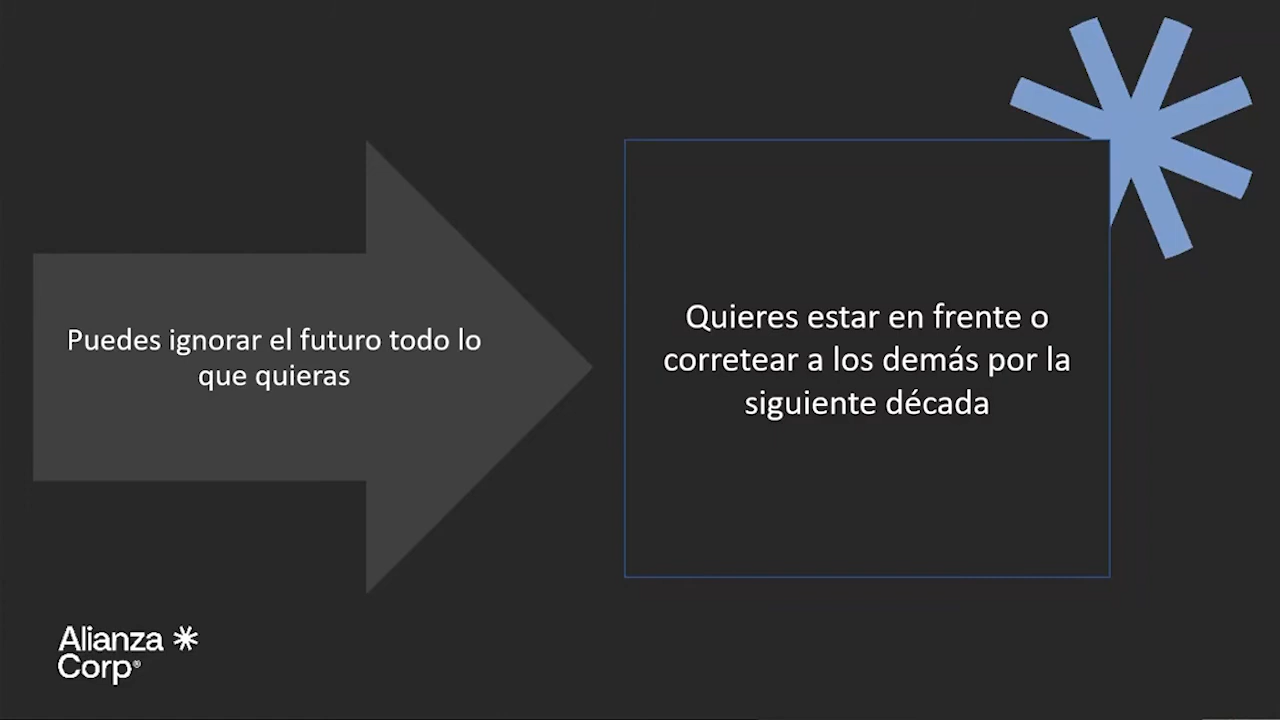 Puedes ignorar el futuro todo lo
que quieras
Quieres estar en frente o
corretear a los demás por la
siguiente década
Alianza
Corp®